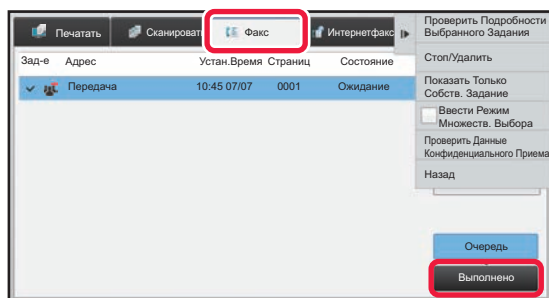 Печатать Сканироват Факс Интернетфакс
Зад-е Адрес Устан.Время Страниц Состояние
Передача 10:45 07/07 0001 Ожидание
Проверить Подробности
Выбранного Задания
Стоп/Удалить
Показать Только
Собств. Задание
Ввести Режим
Множеств. Выбора
Проверить Данные
Конфиденциального Приема
Назад
Очередь
Выполнено